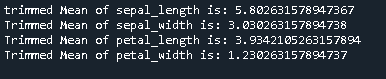 trimmed Mean of sepal_length is: 5.802631578947367
Trimmed Mean of sepal_width is: 3.030263157894738
Trimmed Mean of petal_length is: 3.9342105263157894
Trimmed Mean of petal_width is: 1.2302631578947367